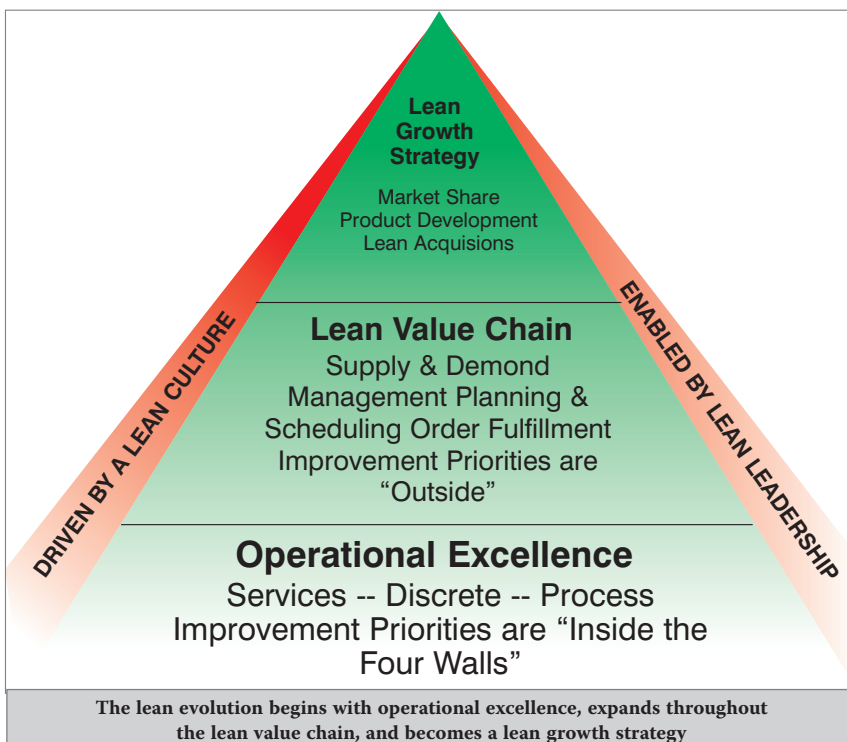 Lean
Growth
Strategy
Market Share
Product Development
Lean Acquisions
DRIVEN BY A LEAN CULTURE
ENABLED BY LEAN LEADERSHIP
Lean Value Chain
Supply & Demond
Management Planning &
Scheduling Order Fulfillment
Improvement Priorities are
“Outside”
Operational Excellence
Services -- Discrete -- Process
Improvement Priorities are “Inside the
Four Walls”
The lean evolution begins with operational excellence, expands throughout
the lean value chain, and becomes a lean growth strategy